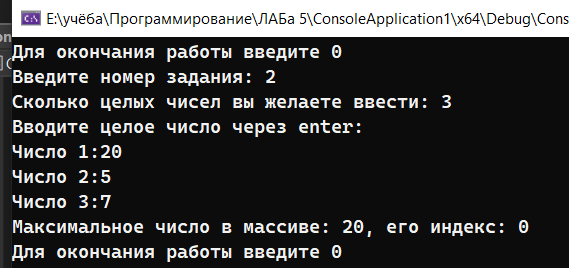 E:\учёба\Программирование\ЛАБа 5\ConsoleApplication1\x64\Debug\Cons
Для окончания работы введите 0
Введите номер задания: 2
Сколько целых чисел вы желаете ввести: 3
Вводите целое число через enter:
Число 1:20
Число 2:5
Число 3:7
Максимальное число в массиве: 20, его индекс: 0
Для окончания работы введите 0